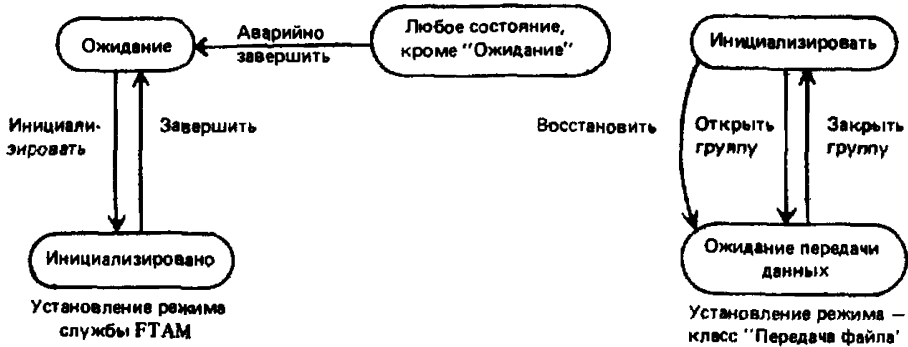 Ожидание
Аварийно
завершить
Любое состояние,
кроме "Ожидание"
Инициали-
зировать
Завершить
Инициализировано
Установление режима
службы FTAM
Инициализировать
Восстановить
Открыть
группу
Закрыть
группу
Ожидание передачи
данных
Установление режима —
класс "Передача файла'